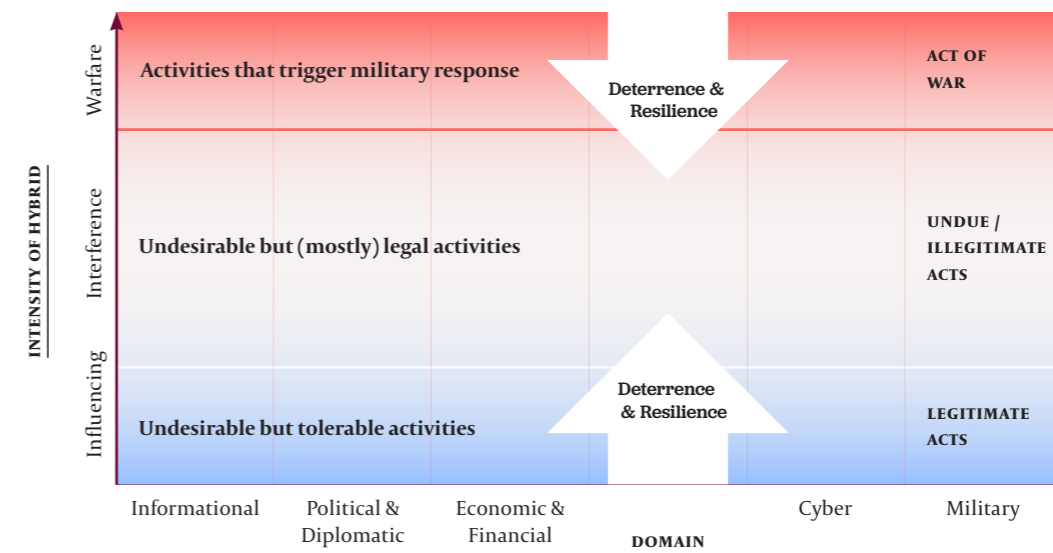 Warfare
Activities that trigger military response
Deterrence &
Resilience
ACT OF
WAR
INTENSITY OF HYBRID
Interference
Undesirable but (mostly) legal activities
UNDUE /
ILLEGITIMATE
ACTS
Influencing
Undesirable but tolerable activities
Deterrence
& Resilience
LEGITIMATE
ACTS
Informational
Political &
Diplomatic
Economic &
Financial
DOMAIN
Cyber
Military